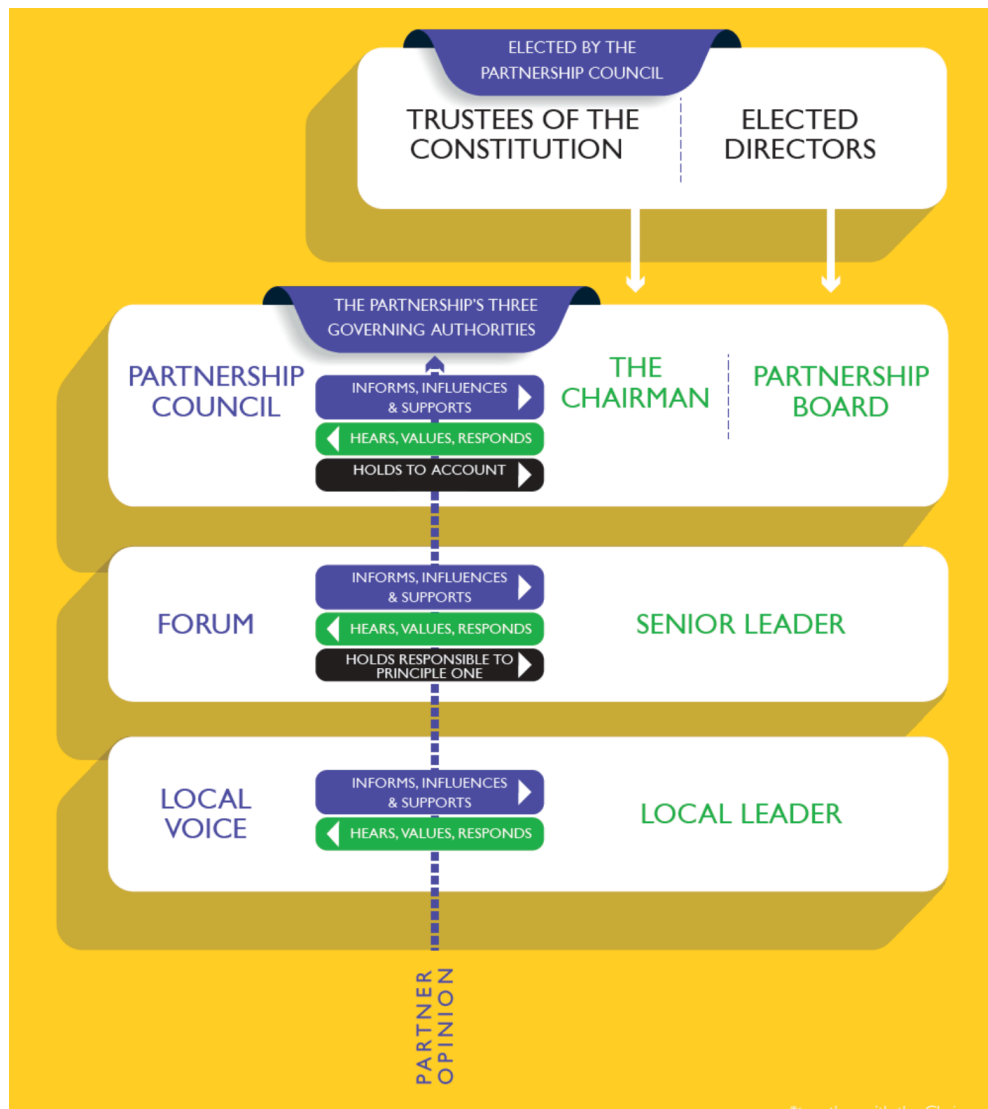 ELECTED BY THE
PARTNERSHIP COUNCIL
TRUSTEES OF THE
CONSTITUTION
ELECTED
DIRECTORS
THE PARTNERSHIP'S THREE
GOVERNING AUTHORITIES
PARTNERSHIP
COUNCIL
INFORMS, INFLUENCES
& SUPPORTS
HEARS, VALUES, RESPONDS
HOLDS TO ACCOUNT
THE
CHAIRMAN
PARTNERSHIP
BOARD
FORUM
INFORMS, INFLUENCES
& SUPPORTS
HEARS, VALUES, RESPONDS
HOLDS RESPONSIBLE TO
PRINCIPLE ONE
SENIOR LEADER
LOCAL
VOICE
INFORMS, INFLUENCES
& SUPPORTS
HEARS, VALUES, RESPONDS
LOCAL LEADER
PARTNER
OPINION